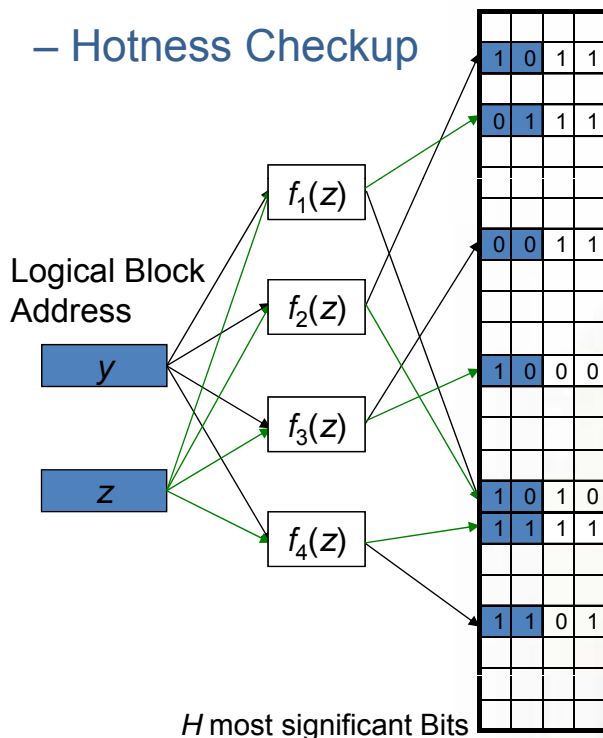 – Hotness Checkup
1 0 1 1
0 1 1 1
f1(z)
0 0 1 1
Logical Block
Address
f2(z)
y
1 0 0 0
f3(z)
z
1 0 1 0
1 1 1 1
f4(z)
1 1 0 1
H most significant Bits